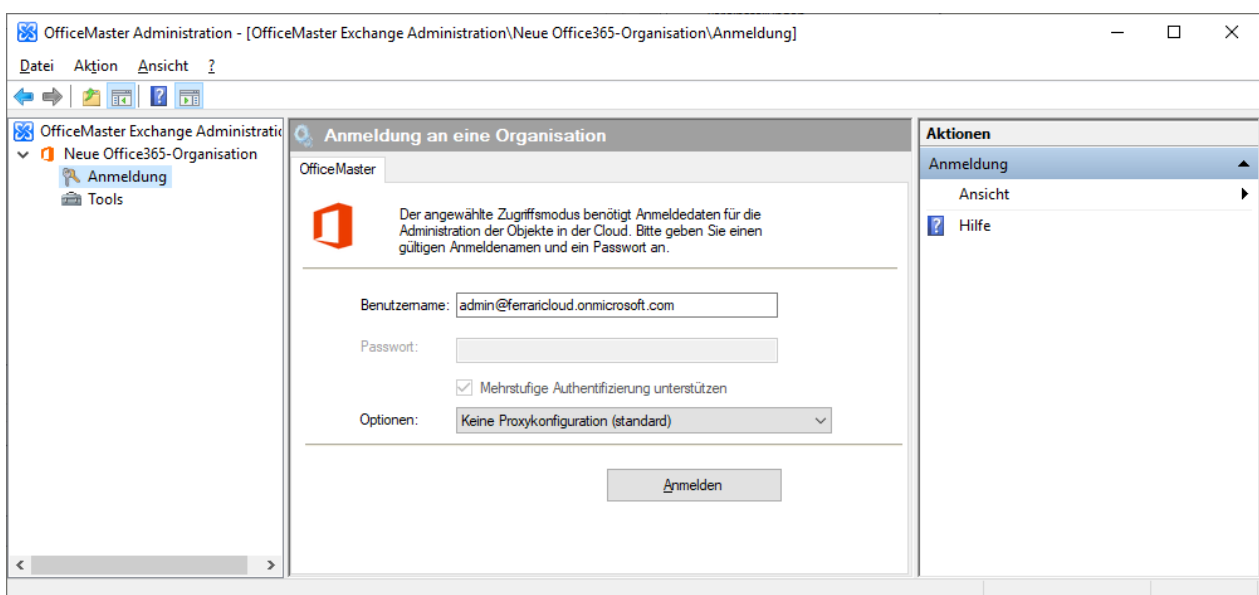 OfficeMaster Administration - [OfficeMaster Exchange Administration\Neue Office365-Organisation\Anmeldung]
Datei Aktion Ansicht ?
OfficeMaster Exchange Administratic
Neue Office365-Organisation
Anmeldung
Tools
Anmeldung an eine Organisation
OfficeMaster
Der angewählte Zugriffsmodus benötigt Anmeldedaten für die
Administration der Objekte in der Cloud. Bitte geben Sie einen
gültigen Anmeldenamen und ein Passwort an.
Benutzername: admin@ferraricloud.onmicrosoft.com
Passwort:
Mehrstufige Authentifizierung unterstützen
Optionen: Keine Proxykonfiguration (standard)
Anmelden
Aktionen
Anmeldung
Ansicht
Hilfe